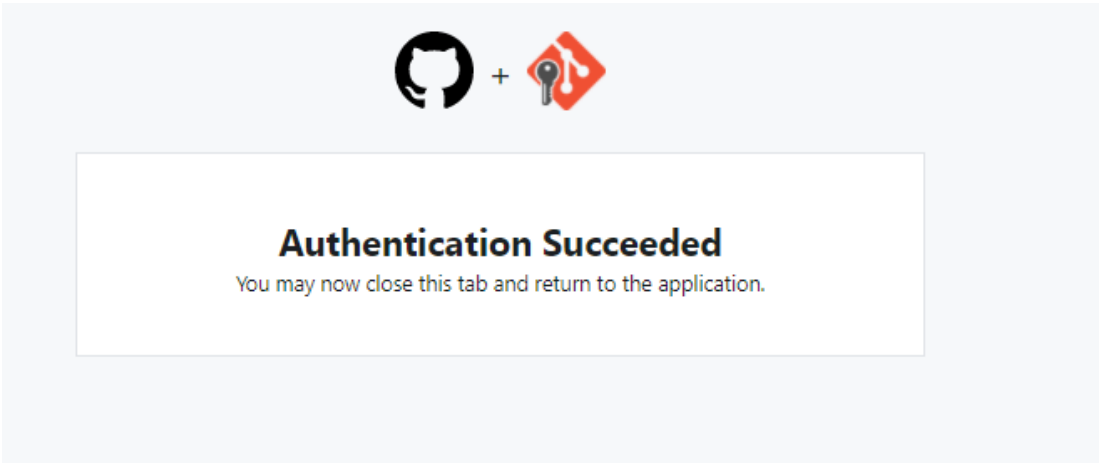 +
Authentication Succeeded
You may now close this tab and return to the application.